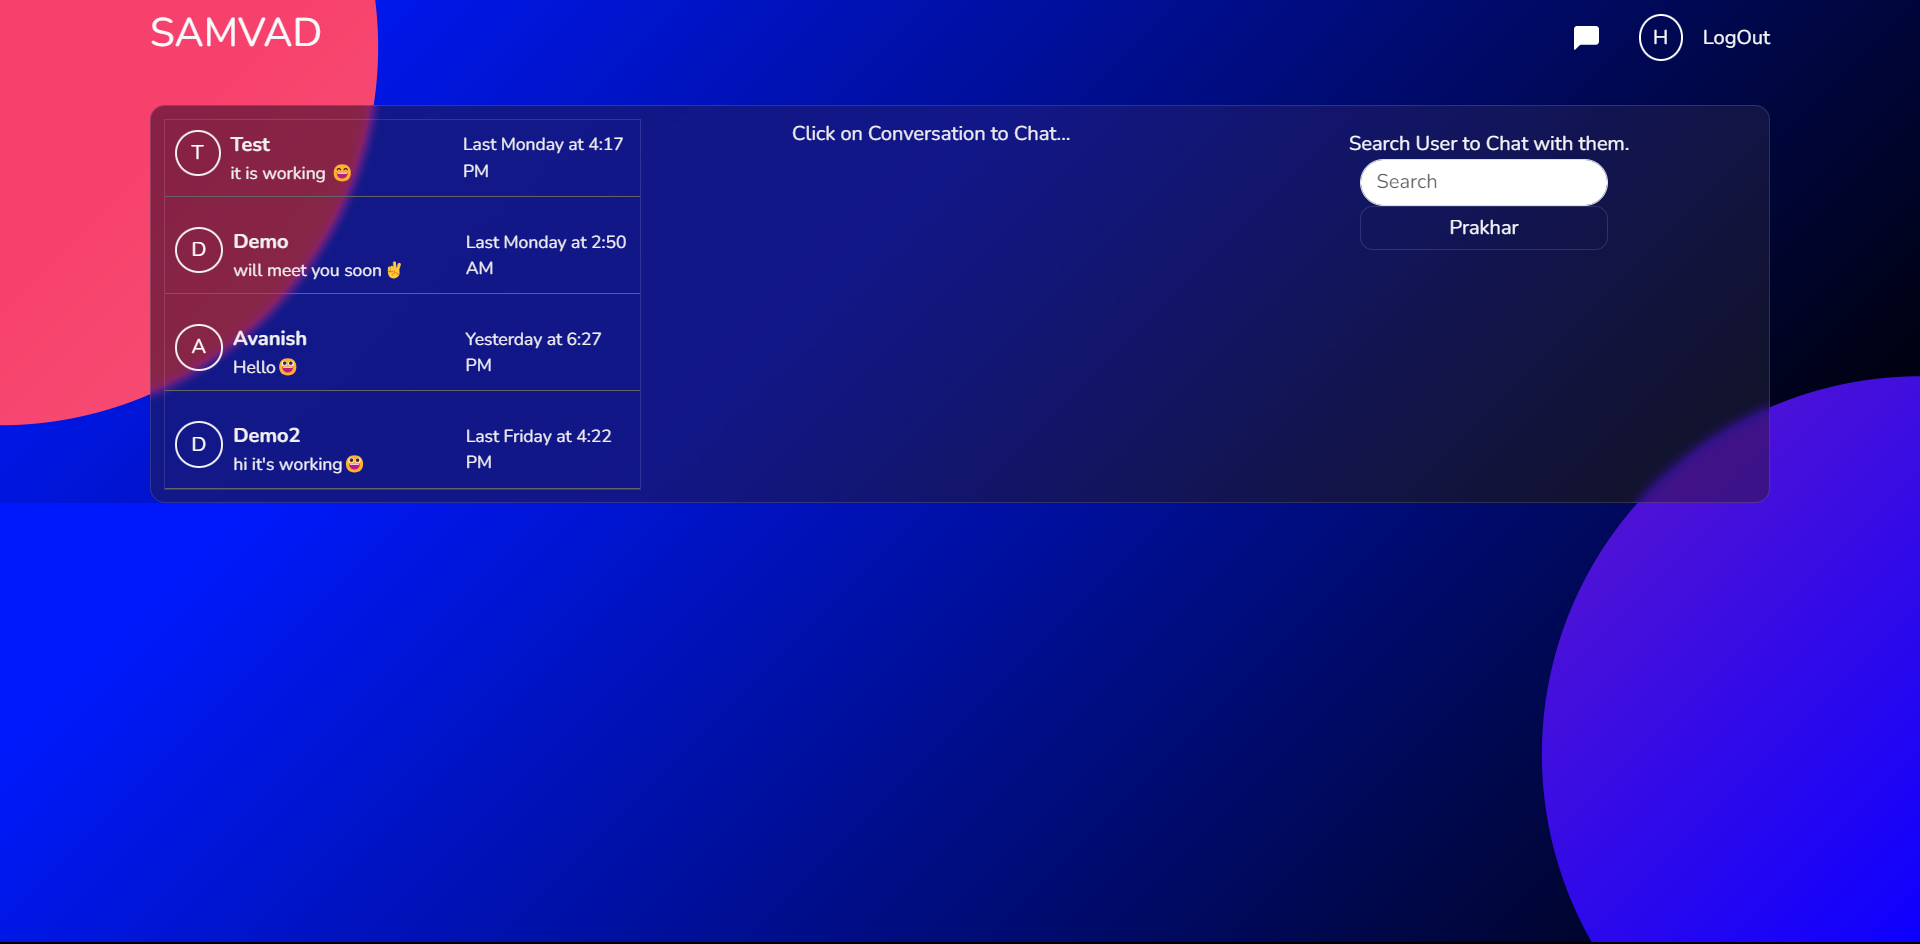 SAMVAD
H
LogOut
T
Test
Last Monday at 4:17
PM
it is working 😄
D
Demo
Last Monday at 2:50
AM
will meet you soon✌
A
Avanish
Yesterday at 6:27
PM
Hello😃
D
Demo2
Last Friday at 4:22
PM
hi it's working😃
Click on Conversation to Chat...
Search User to Chat with them.
Search
Prakhar